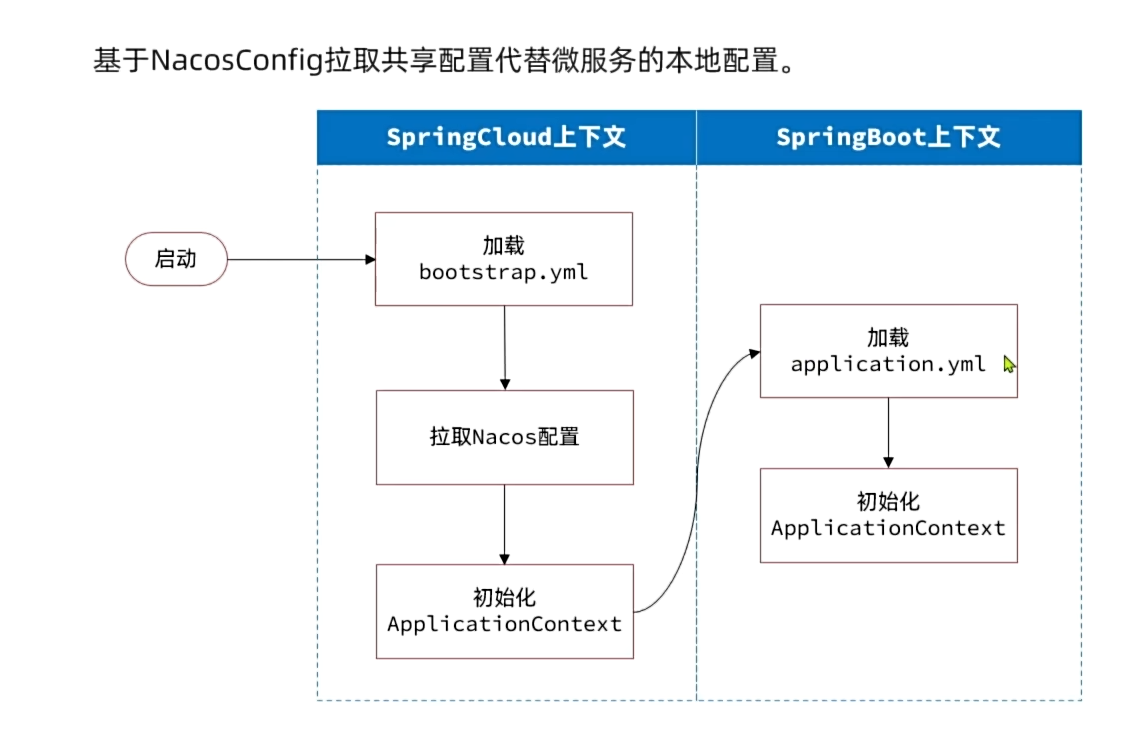 基于NacosConfig拉取共享配置代替微服务的本地配置。
SpringCloud上下文
SpringBoot上下文
启动
加载
bootstrap.yml
拉取Nacos配置
初始化
ApplicationContext
加载
application.yml
初始化
ApplicationContext